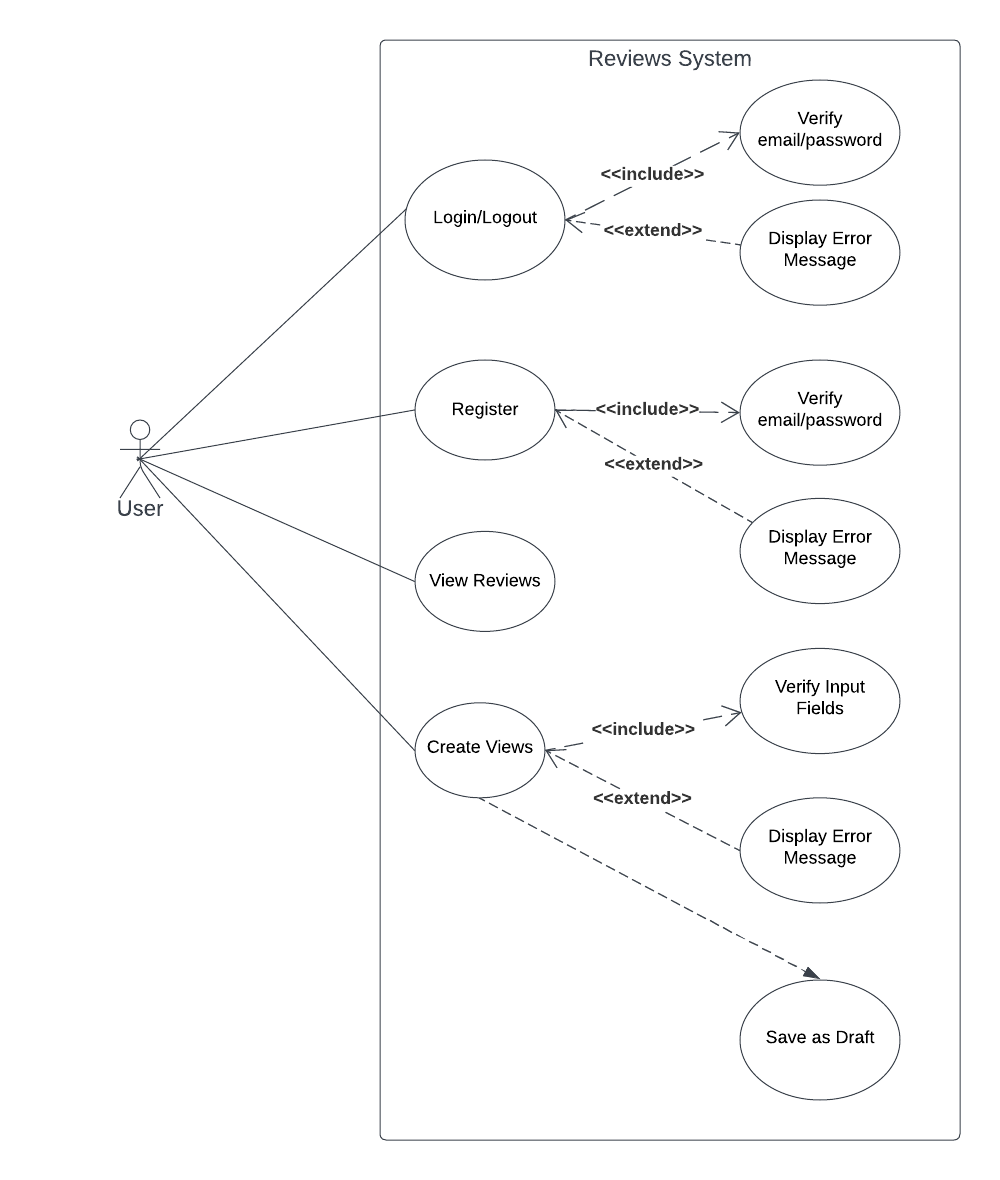 Reviews System
Verify
email/password
<<include>>
Login/Logout
<<extend>>
Display Error
Message
Verify
email/password
Register
<<include>>
<<extend>>
User
Display Error
Message
View Reviews
Verify Input
Fields
<<include>>
Create Views
<<extend>>
Display Error
Message
Save as Draft